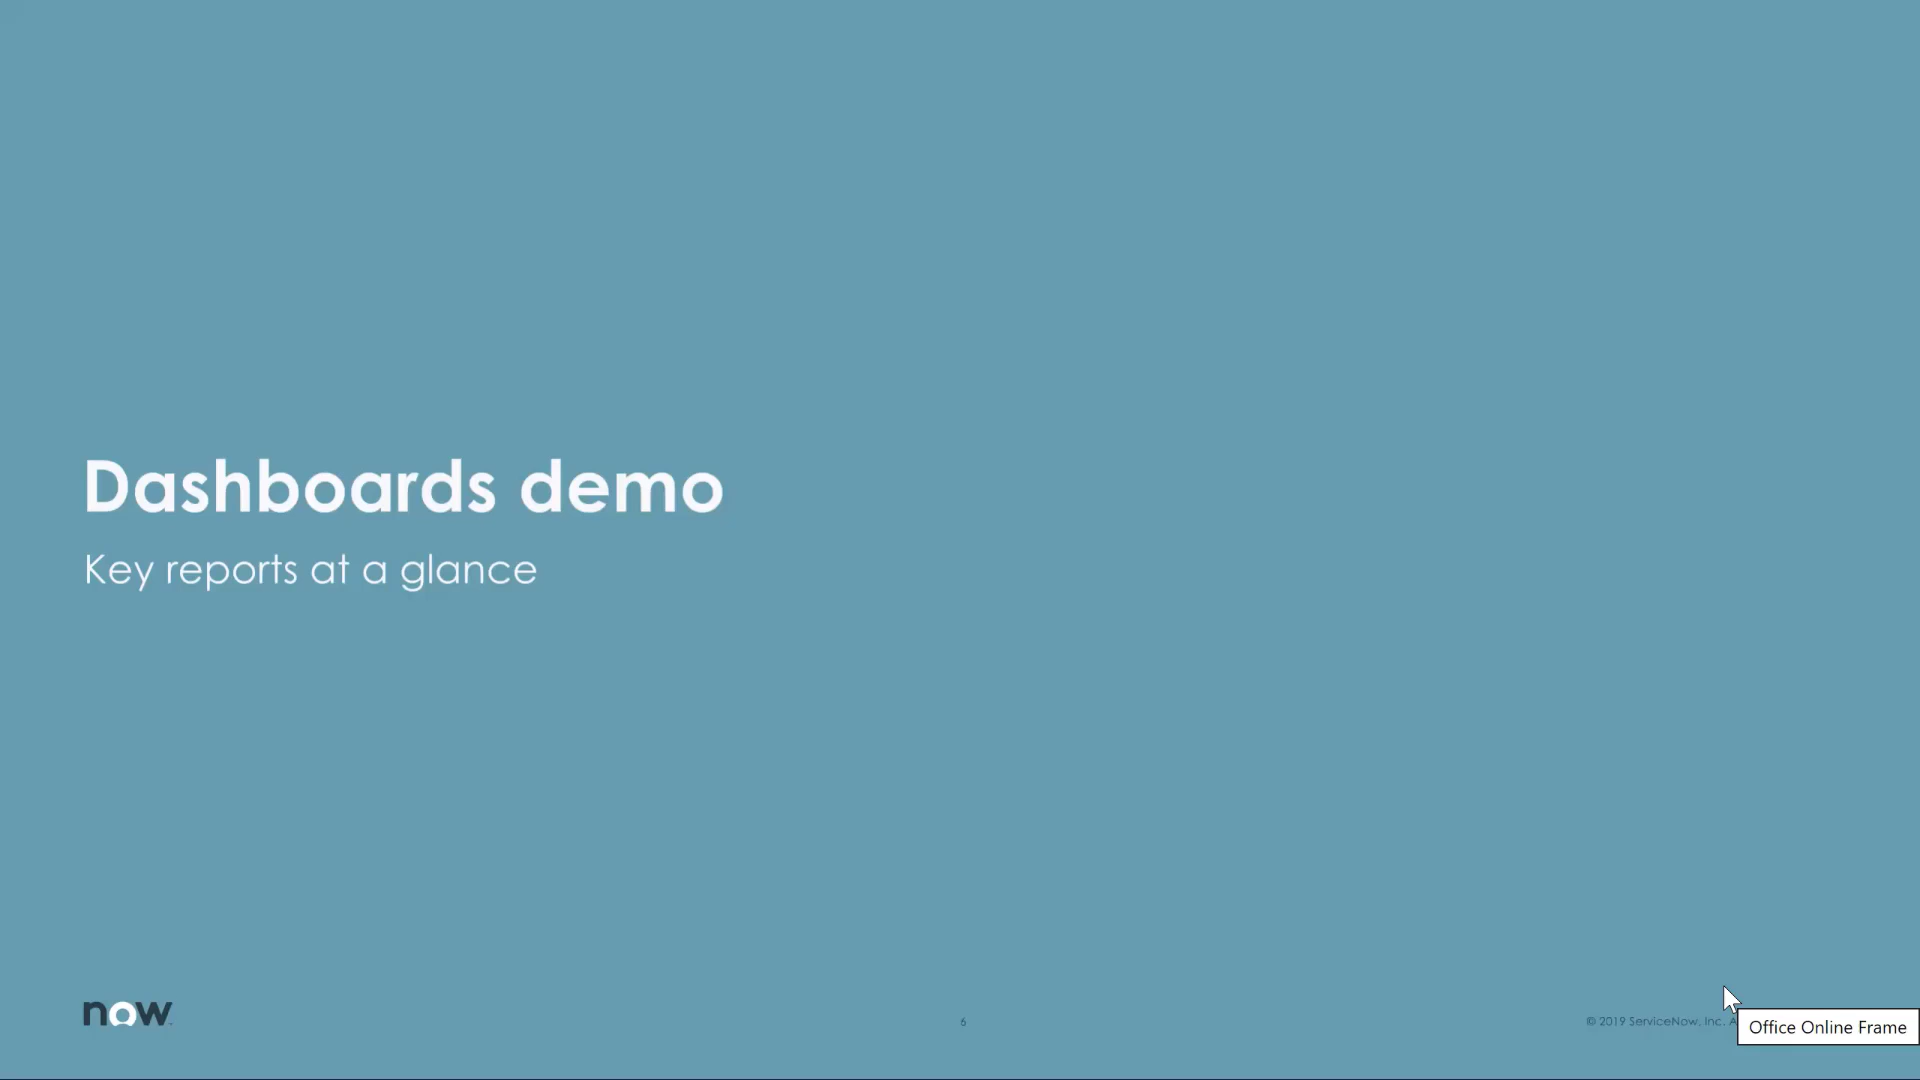 Dashboards demo
Key reports at a glance
now
6
© 2019 ServiceNow, Inc.
Office Online Frame